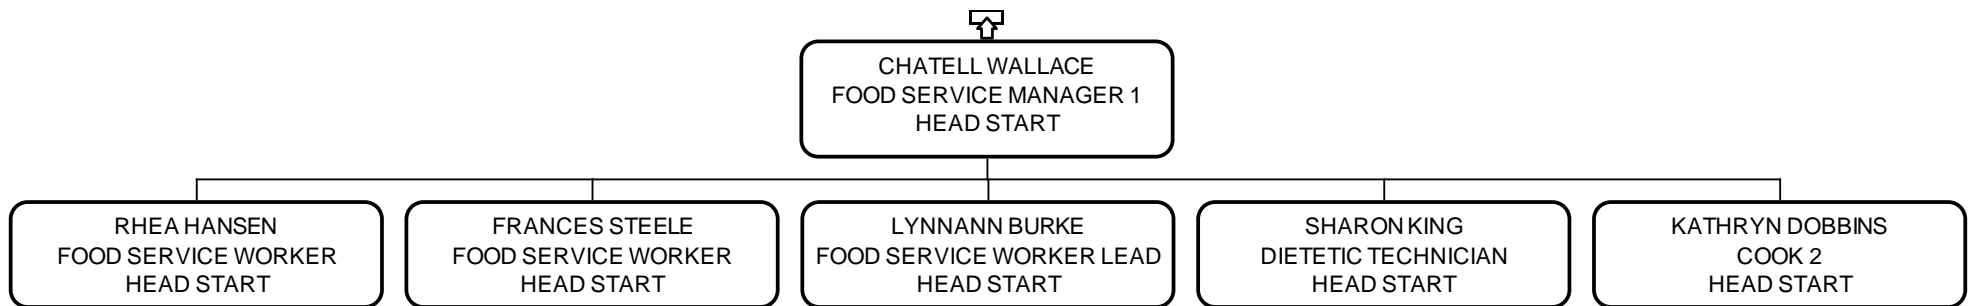 CHATELL WALLACE
FOOD SERVICE MANAGER 1
HEAD START
RHEA HANSEN
FOOD SERVICE WORKER
HEAD START
FRANCES STEELE
FOOD SERVICE WORKER
HEAD START
LYNNANN BURKE
FOOD SERVICE WORKER LEAD
HEAD START
SHARON KING
DIETETIC TECHNICIAN
HEAD START
KATHRYN DOBBINS
COOK 2
HEAD START